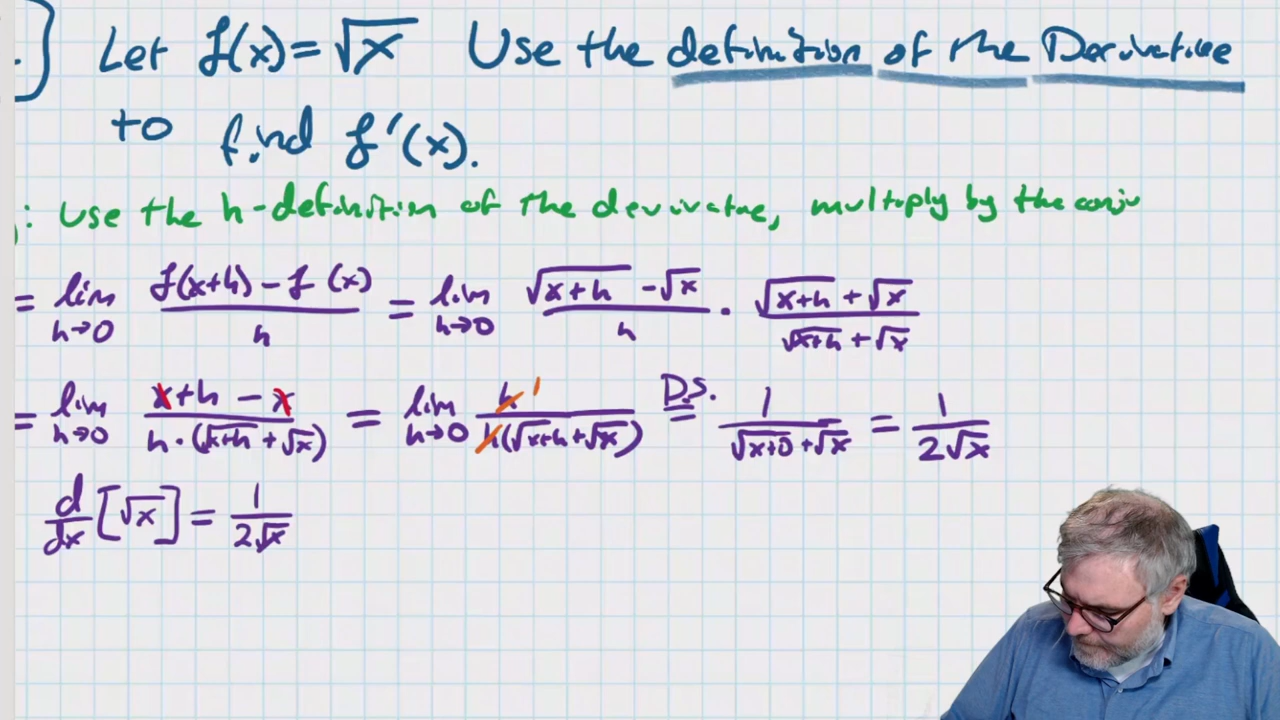 .] Let f(x) = √x Use the definition of the Derivative
to find f'(x).
: Use the h-definition of the derivative, multiply by the conju
= lim h→0 f(x+h) - f(x) / h = lim h→0 √x+h - √x / h · √x+h + √x / √x+h + √x
= lim h→0 x+h - x / h·(√x+h + √x) = lim h→0 h 1 / h(√x+h + √x) D.S. = 1 / √x+0 + √x = 1 / 2√x
d/dx [√x] = 1 / 2√x